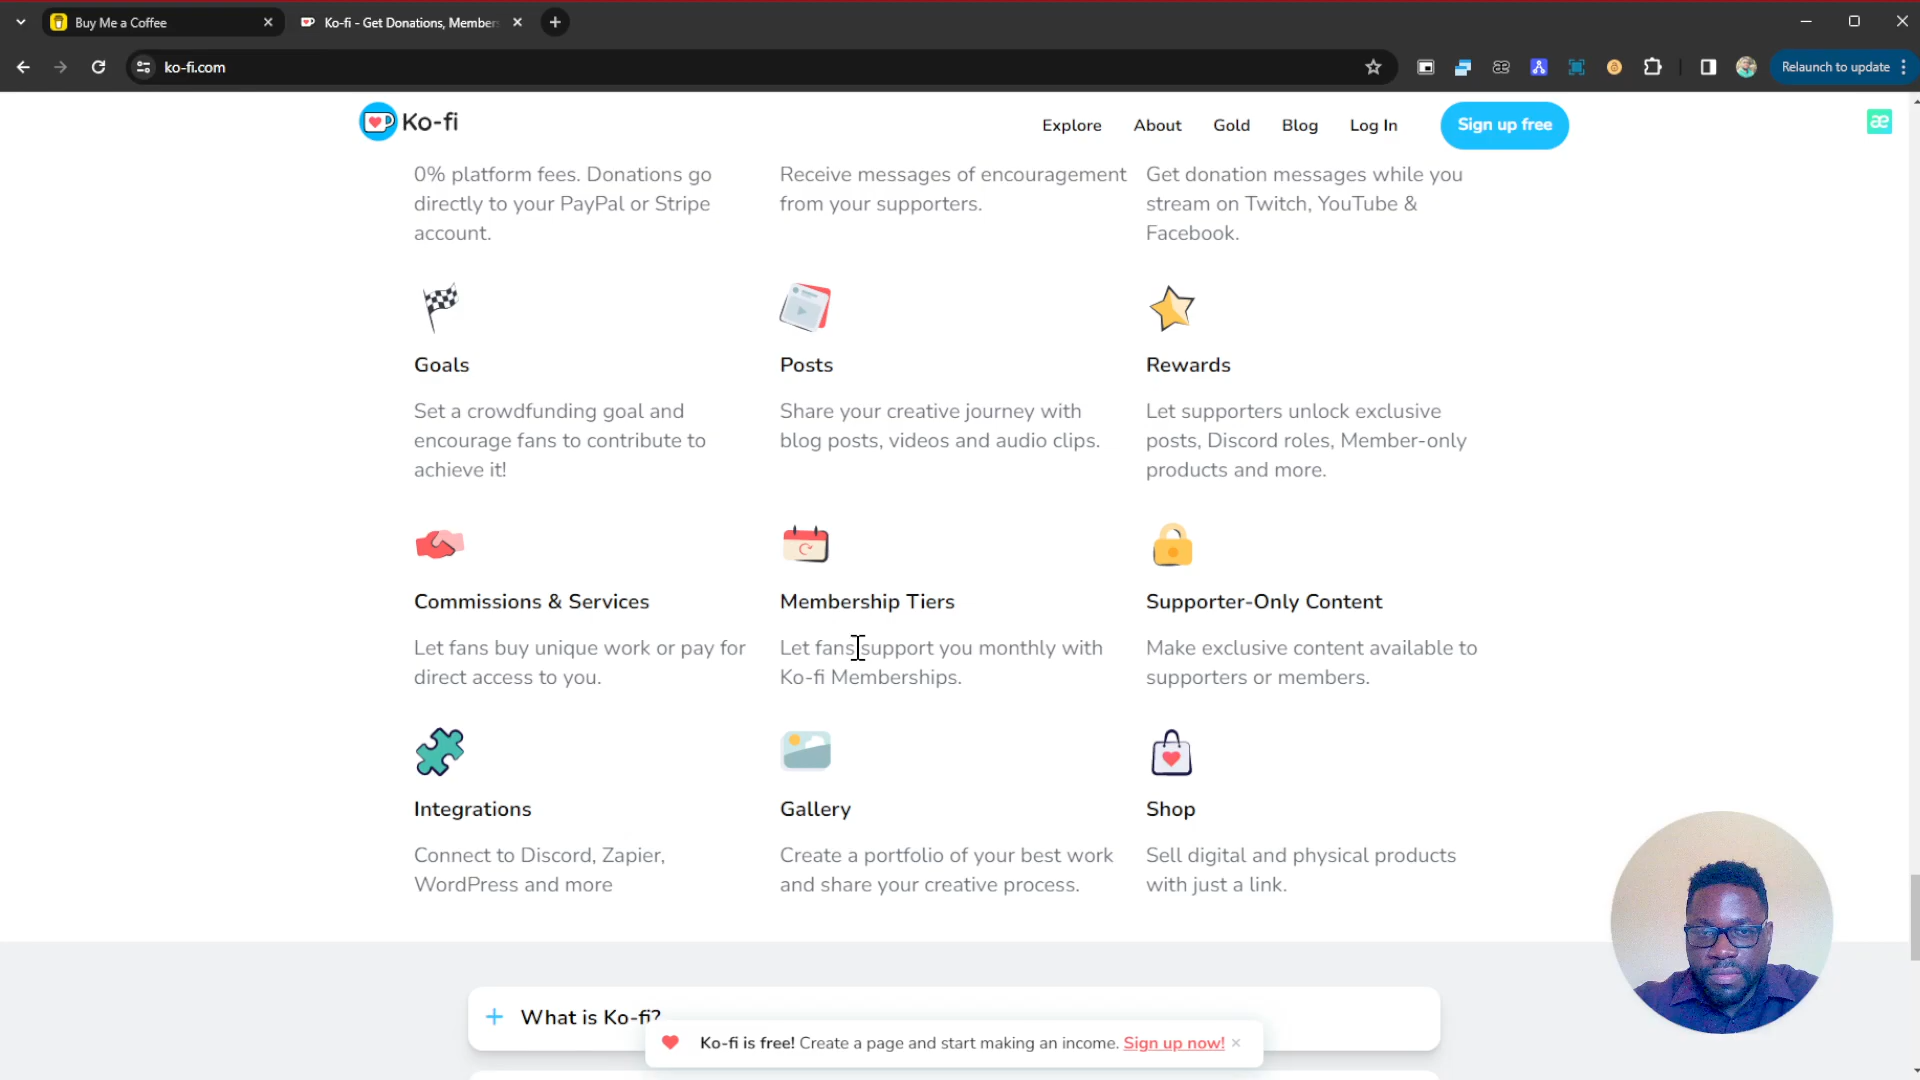 Buy Me a Coffee
Ko-fi - Get Donations, Member
ko-fi.com
Relaunch to update
Ko-fi
Explore
About
Gold
Blog
Log In
Sign up free
æ
0% platform fees. Donations go
directly to your PayPal or Stripe
account.
Receive messages of encouragement
from your supporters.
Get donation messages while you
stream on Twitch, YouTube &
Facebook.
Goals
Set a crowdfunding goal and
encourage fans to contribute to
achieve it!
Posts
Share your creative journey with
blog posts, videos and audio clips.
Rewards
Let supporters unlock exclusive
posts, Discord roles, Member-only
products and more.
Commissions & Services
Let fans buy unique work or pay for
direct access to you.
Membership Tiers
Let fans support you monthly with
Ko-fi Memberships.
Supporter-Only Content
Make exclusive content available to
supporters or members.
Integrations
Connect to Discord, Zapier,
WordPress and more
Gallery
Create a portfolio of your best work
and share your creative process.
Shop
Sell digital and physical products
with just a link.
What is Ko-fi?
Ko-fi is free! Create a page and start making an income. Sign up now!